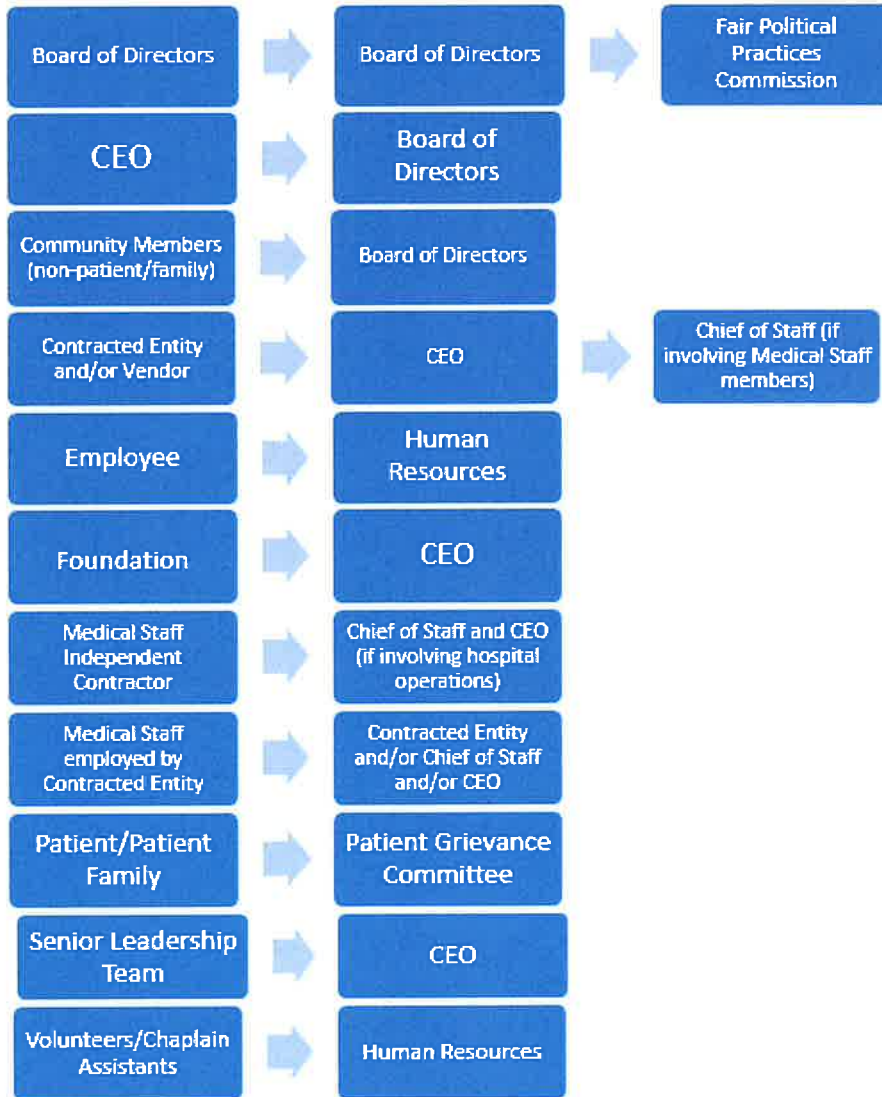 Board of Directors
Board of Directors
Fair Political
Practices
Commission
CEO
Board of
Directors
Community Members
(non-patient/family)
Board of Directors
Contracted Entity
and/or Vendor
CEO
Chief of Staff (if
involving Medical Staff
members)
Employee
Human
Resources
Foundation
CEO
Medical Staff
Independent
Contractor
Chief of Staff and CEO
(if involving hospital
operations)
Medical Staff
employed by
Contracted Entity
Contracted Entity
and/or Chief of Staff
and/or CEO
Patient/Patient
Family
Patient Grievance
Committee
Senior Leadership
Team
CEO
Volunteers/Chaplain
Assistants
Human Resources